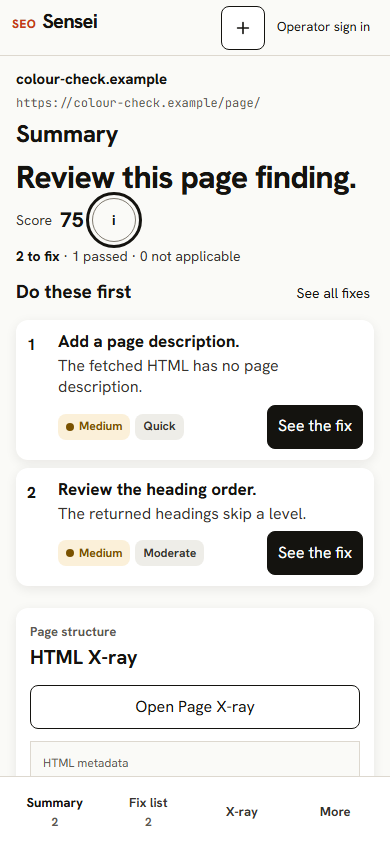 SEO Sensei
+
Operator sign in
colour-check.example
https://colour-check.example/page/
Summary
Review this page finding.
Score 75 i
2 to fix · 1 passed · 0 not applicable
Do these first
See all fixes
1
Add a page description.
The fetched HTML has no page
description.
Medium
Quick
See the fix
2
Review the heading order.
The returned headings skip a level.
Medium
Moderate
See the fix
Page structure
HTML X-ray
Open Page X-ray
HTML metadata
Summary
2
Fix list
2
X-ray
More